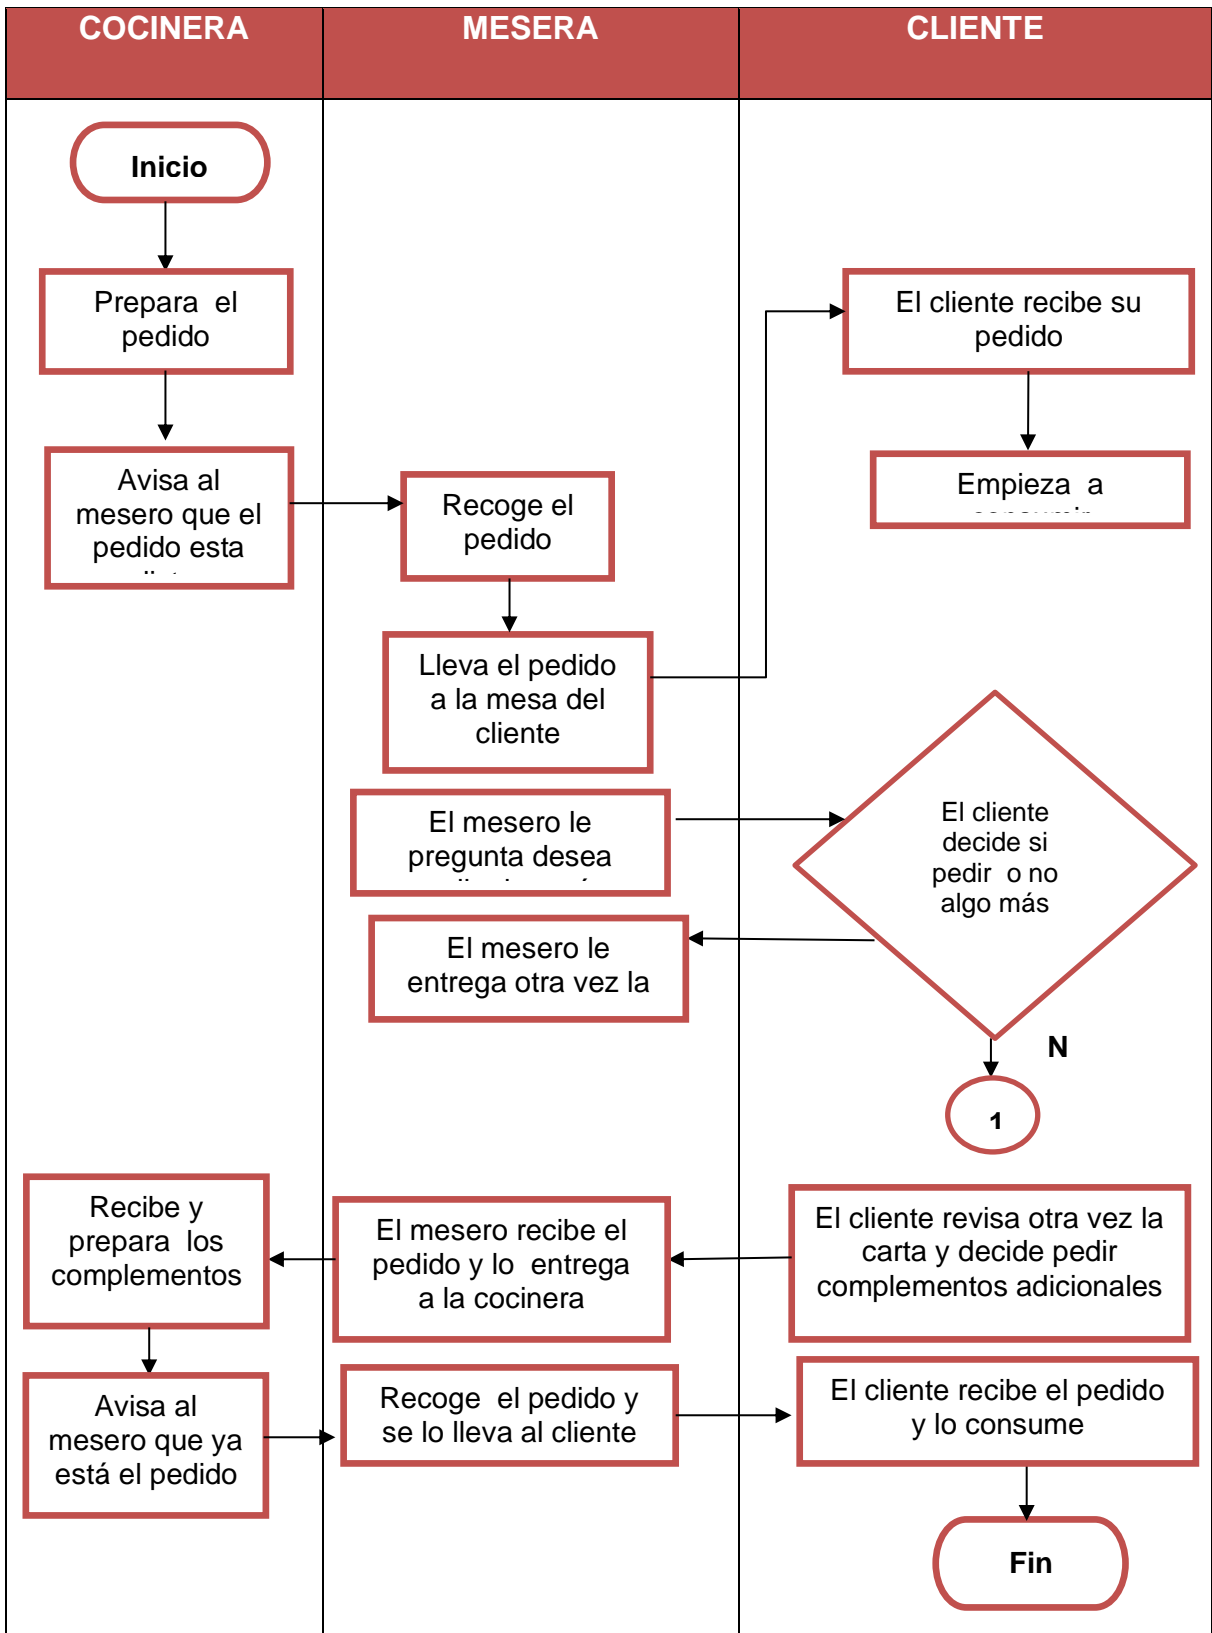 COCINERA
MESERA
CLIENTE
Inicio
Prepara el
pedido
Avisa al
mesero que el
pedido esta
Recoge el
pedido
Lleva el pedido
a la mesa del
cliente
El cliente recibe su
pedido
Empieza a
consumir
El mesero le
pregunta desea
El cliente
decide si
pedir o no
algo más
El mesero le
entrega otra vez la
N
1
El cliente revisa otra vez la
carta y decide pedir
complementos adicionales
El mesero recibe el
pedido y lo entrega
a la cocinera
Recibe y
prepara los
complementos
Avisa al
mesero que ya
está el pedido
Recoge el pedido y
se lo lleva al cliente
El cliente recibe el pedido
y lo consume
Fin